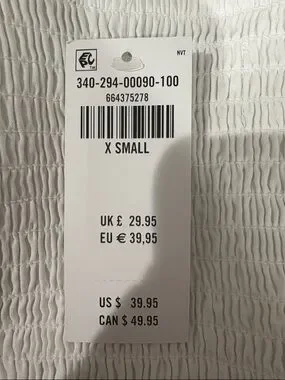 NVT
340-294-00090-100
664375278
X SMALL
UK £ 29.95
EU € 39,95
US $ 39.95
CAN $ 49.95